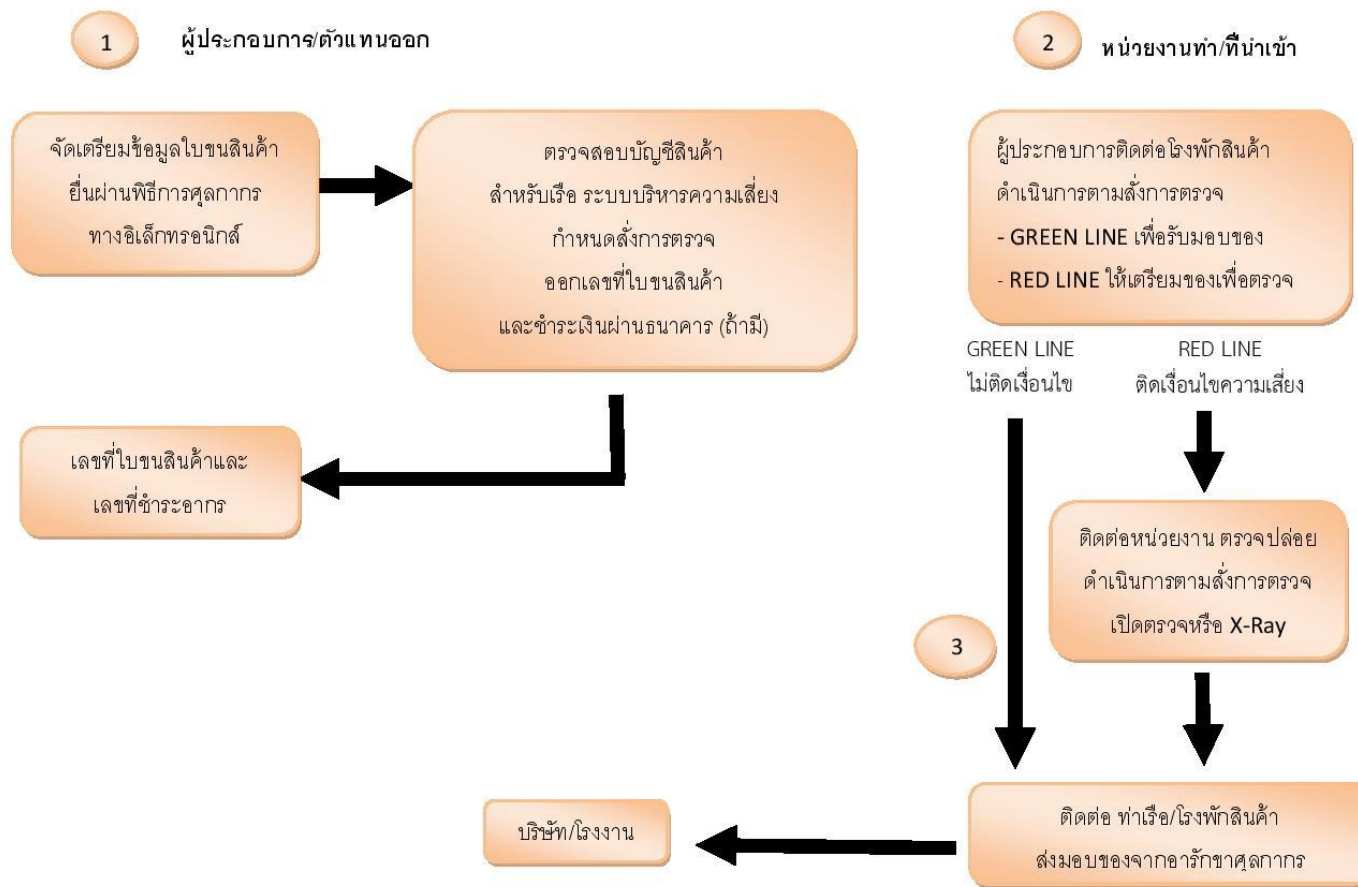 1
ผู้ประกอบการ/ตัวแทนออก
จัดเตรียมข้อมูลใบขนสินค้า
ยื่นผ่านพิธีการศุลกากร
ทางอิเล็กทรอนิกส์
ตรวจสอบบัญชีสินค้า
สำหรับเรือ ระบบบริหารความเสี่ยง
กำหนดสั่งการตรวจ
ออกเลขที่ใบขนสินค้า
และชำระเงินผ่านธนาคาร (ถ้ามี)
เลขที่ใบขนสินค้าและ
เลขที่ชำระอากร
2
หน่วยงานทำ/ที่นำเข้า
ผู้ประกอบการติดต่อโรงพักสินค้า
ดำเนินการตามสั่งการตรวจ
- GREEN LINE เพื่อรับมอบของ
- RED LINE ให้เตรียมของเพื่อตรวจ
GREEN LINE
ไม่ติดเงื่อนไข
RED LINE
ติดเงื่อนไขความเสี่ยง
ติดต่อหน่วยงาน ตรวจปล่อย
ดำเนินการตามสั่งการตรวจ
เปิดตรวจหรือ X-Ray
3
ติดต่อ ท่าเรือ/โรงพักสินค้า
ส่งมอบของจากอารักขาศุลกากร
บริษัท/โรงงาน